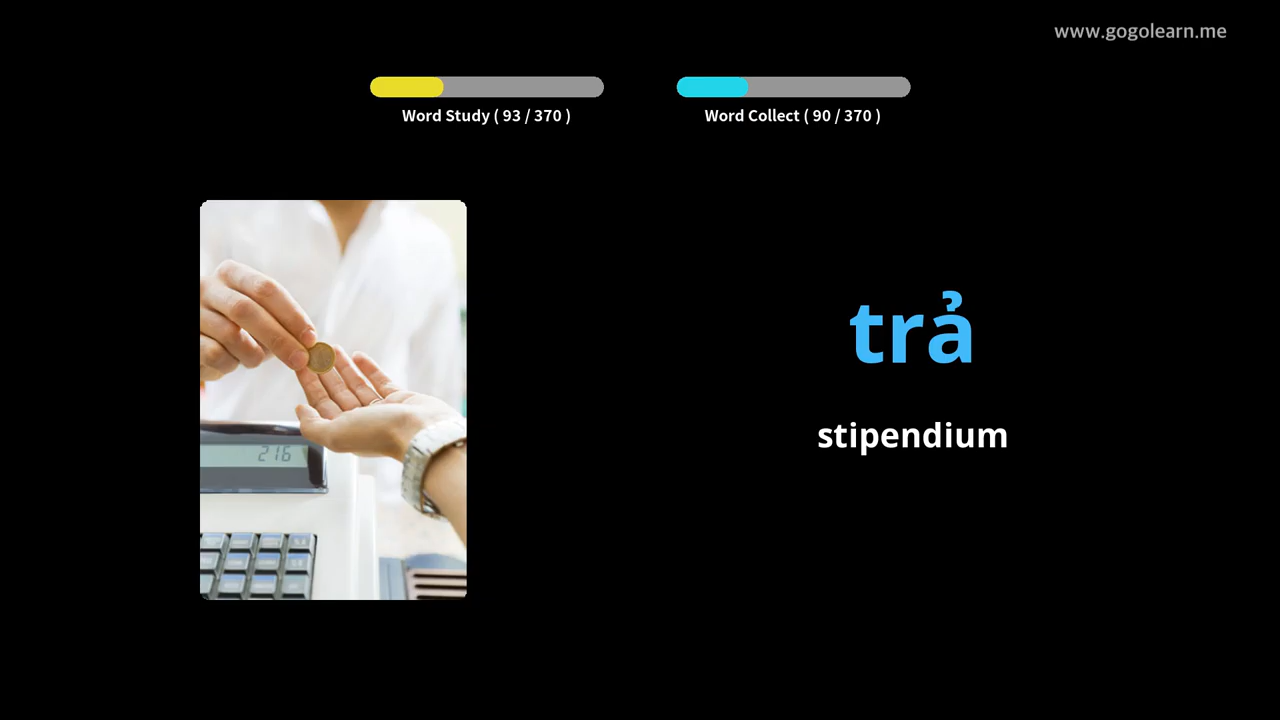 www.gogolearn.me
Word Study ( 93 / 370 )
Word Collect ( 90 / 370 )
216
trả
stipendium